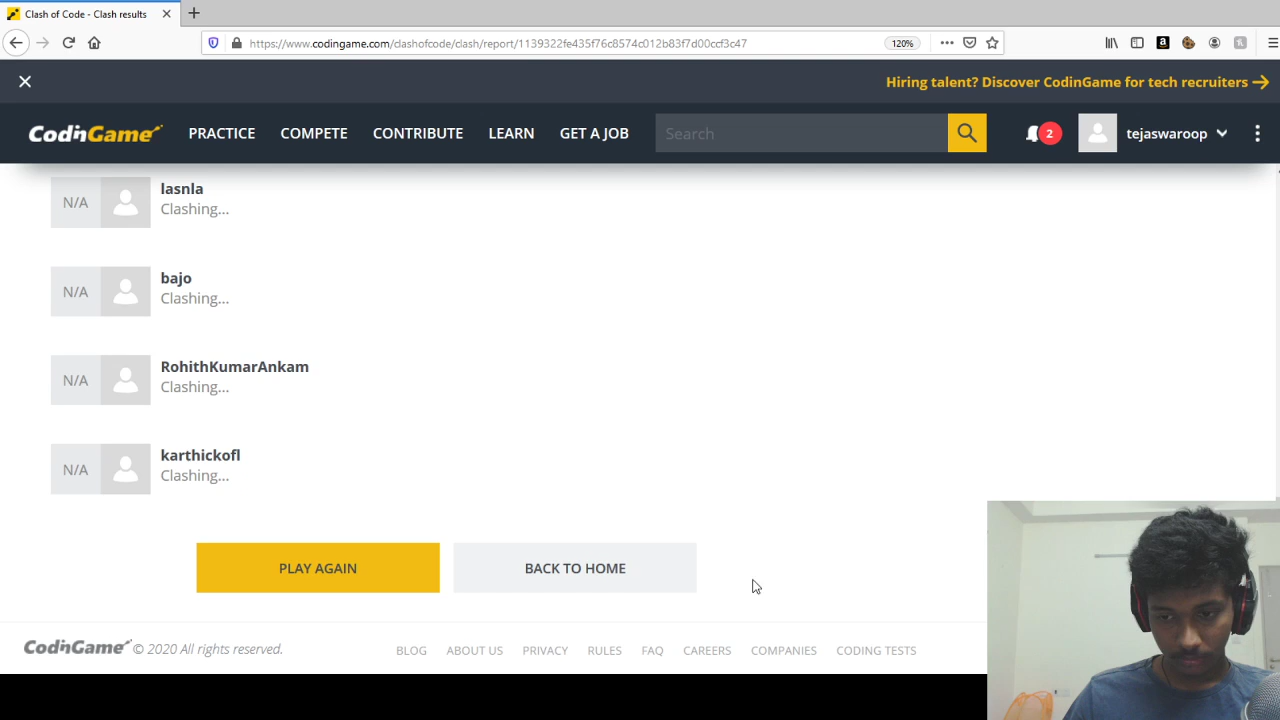 Clash of Code - Clash results
https://www.codingame.com/clashofcode/clash/report/1139322fe435f76c8574c012b83f7d00ccf3c47
120%
Hiring talent? Discover CodinGame for tech recruiters
CodinGame
PRACTICE
COMPETE
CONTRIBUTE
LEARN
GET A JOB
Search
2
tejaswaroop
N/A
lasnla
Clashing...
N/A
bajo
Clashing...
N/A
RohithKumarAnkam
Clashing...
N/A
karthickofl
Clashing...
PLAY AGAIN
BACK TO HOME
CodinGame © 2020 All rights reserved.
BLOG
ABOUT US
PRIVACY
RULES
FAQ
CAREERS
COMPANIES
CODING TESTS